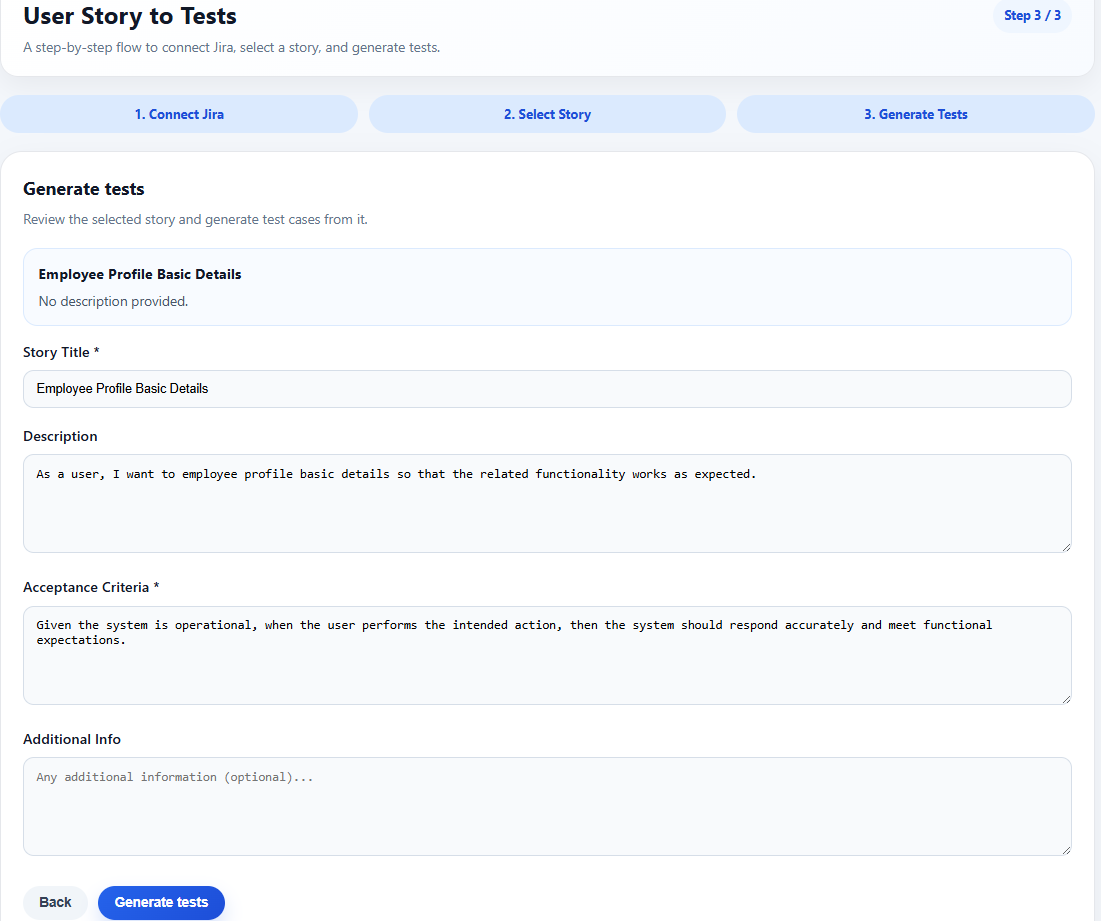 User Story to Tests
Step 3 / 3
A step-by-step flow to connect Jira, select a story, and generate tests.
1. Connect Jira
2. Select Story
3. Generate Tests
Generate tests
Review the selected story and generate test cases from it.
Employee Profile Basic Details
No description provided.
Story Title *
Employee Profile Basic Details
Description
As a user, I want to employee profile basic details so that the related functionality works as expected.
Acceptance Criteria *
Given the system is operational, when the user performs the intended action, then the system should respond accurately and meet functional
expectations.
Additional Info
Any additional information (optional)...
Back
Generate tests